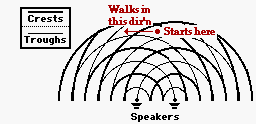 Crests
Troughs
Walks in
this dir'n
Starts here
Speakers